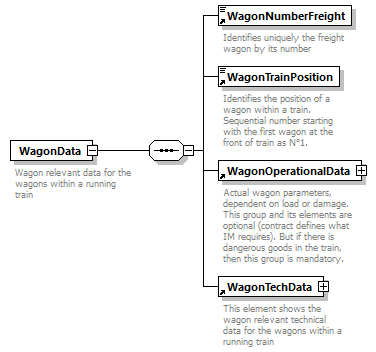 WagonNumberFreight
Identifies uniquely the freight
wagon by its number
WagonTrainPosition
Identifies the position of a
wagon within a train.
Sequential number starting
with the first wagon at the
front of train as N°1.
WagonData
Wagon relevant data for the
wagons within a running
train
WagonOperationalData
Actual wagon parameters,
dependent on load or damage.
This group and its elements are
optional (contract defines what
IM requires). But if there is
dangerous goods in the train,
then this group is mandatory.
WagonTechData
This element shows the
wagon relevant technical
data for the wagons within a
running train